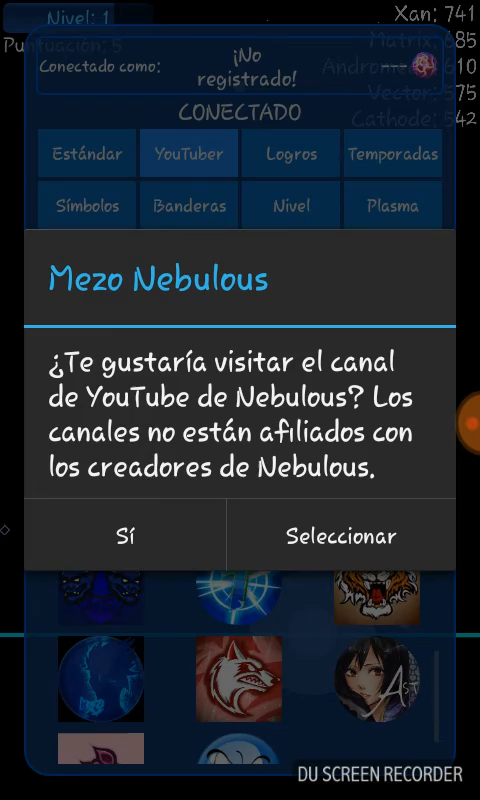 Nivel: 1
Xan: 741
Puntuación: 5
Matrix: 685
Conectado como:
¡No
registrado!
Andromeda: 610
Vector: 575
CONECTADO
Cathode: 542
Estándar
YouTuber
Logros
Temporadas
Símbolos
Banderas
Nivel
Plasma
Mezo Nebulous
¿Te gustaría visitar el canal
de YouTube de Nebulous? Los
canales no están afiliados con
los creadores de Nebulous.
Sí
Seleccionar
DU SCREEN RECORDER